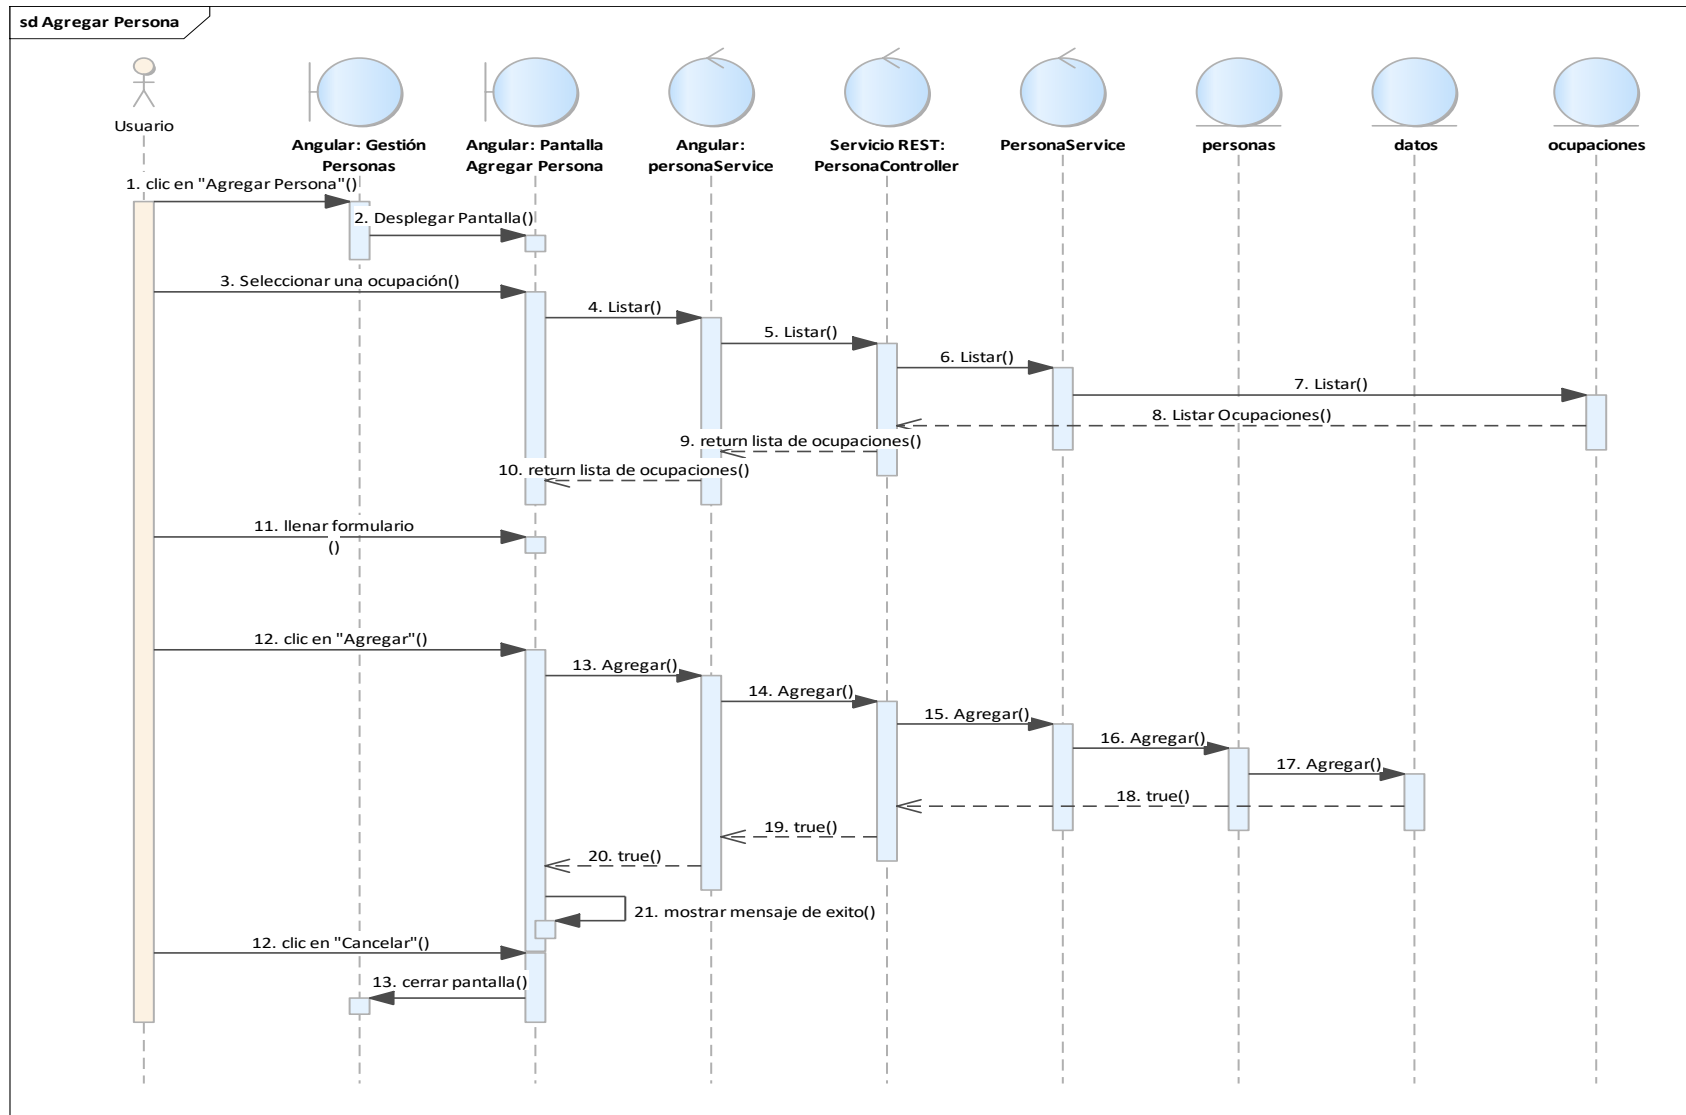 sd Agregar Persona
Usuario
Angular: Gestión
Personas
Angular: Pantalla
Agregar Persona
Angular:
personaService
Servicio REST:
PersonaController
PersonaService
personas
datos
ocupaciones
1. clic en "Agregar Persona"()
2. Desplegar Pantalla()
3. Seleccionar una ocupación()
4. Listar()
5. Listar()
6. Listar()
7. Listar()
8. Listar Ocupaciones()
9. return lista de ocupaciones()
10. return lista de ocupaciones()
11. llenar formulario
()
12. clic en "Agregar"()
13. Agregar()
14. Agregar()
15. Agregar()
16. Agregar()
17. Agregar()
18. true()
19. true()
20. true()
21. mostrar mensaje de exito()
12. clic en "Cancelar"()
13. cerrar pantalla()